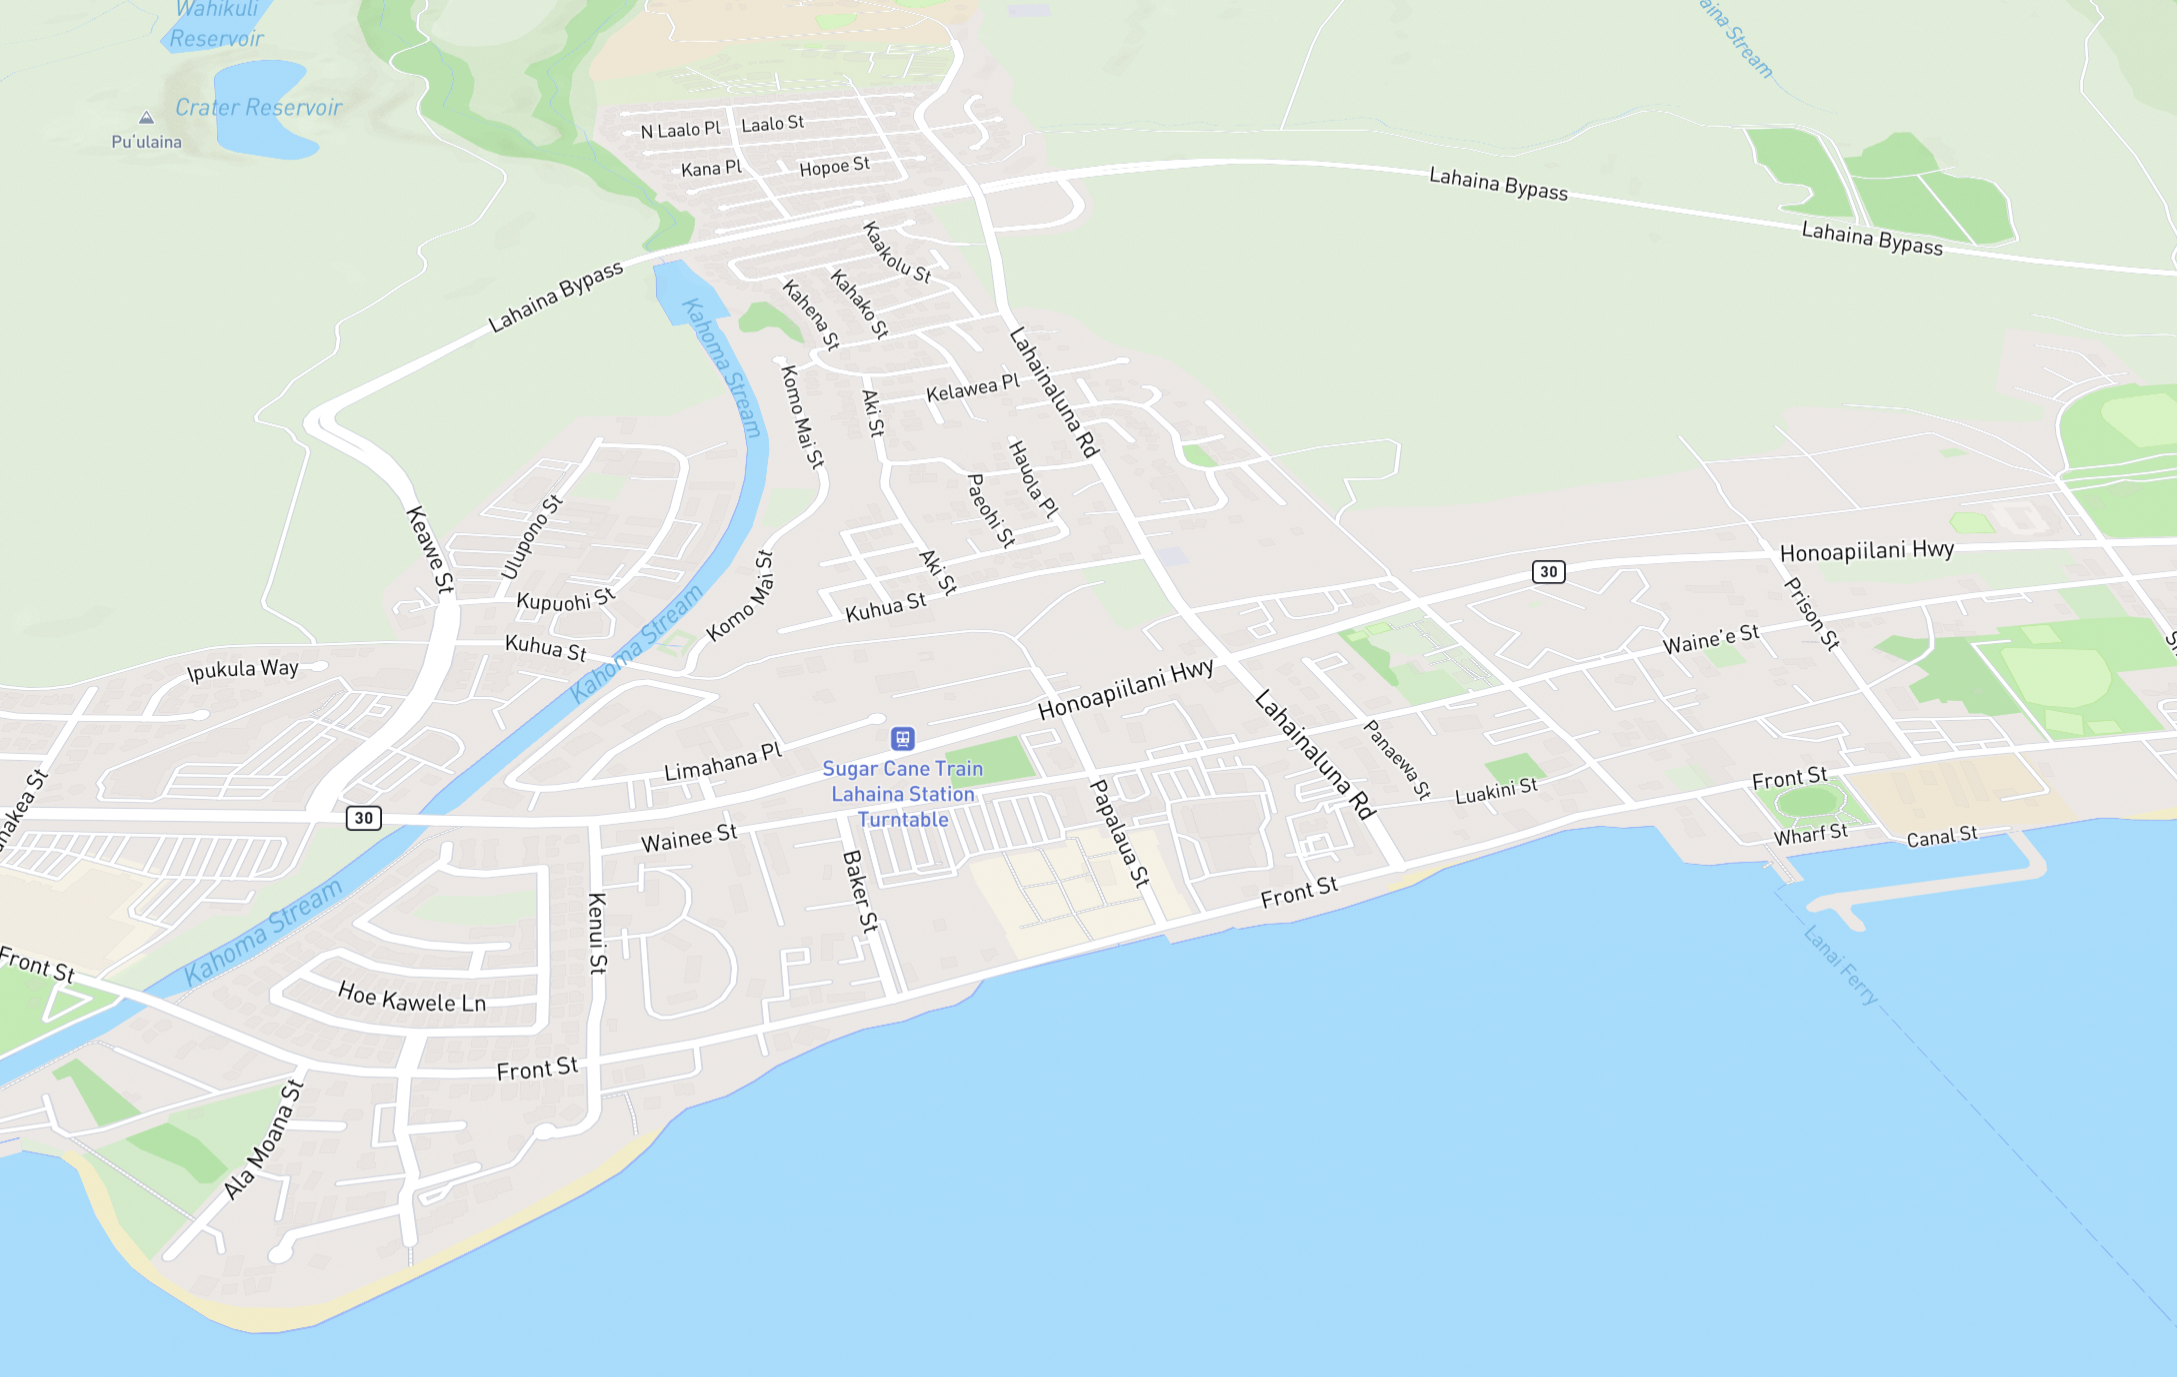 Wahikuli
Reservoir
Crater Reservoir
Pu'ulaina
aina Stream
N Laalo Pl
Laalo St
Kana Pl
Hopoe St
Lahaina Bypass
Lahaina Bypass
Lahaina Bypass
Kaakolu St
Kahako St
Kahena St
Kahoma Stream
Lahainaluna Rd
Komo Mai St
Aki St
Kelawea Pl
Hauola Pl
Paeohi St
Keawe St
Ulupono St
Kupuohi St
Komo Mai St
Aki St
Kuhua St
Honoapiilani Hwy
30
Prison St
Waine'e St
Kuhua St
Ipukula Way
Kahoma Stream
Honoapiilani Hwy
Lahainaluna Rd
Panaewa St
Limahana Pl
Sugar Cane Train
Lahaina Station
Turntable
Luakini St
Front St
Wharf St
Canal St
30
Wainee St
Papalaua St
Baker St
Kenui St
Front St
Kahoma Stream
Front St
Hoe Kawele Ln
Lanai Ferry
Front St
Ala Moana St